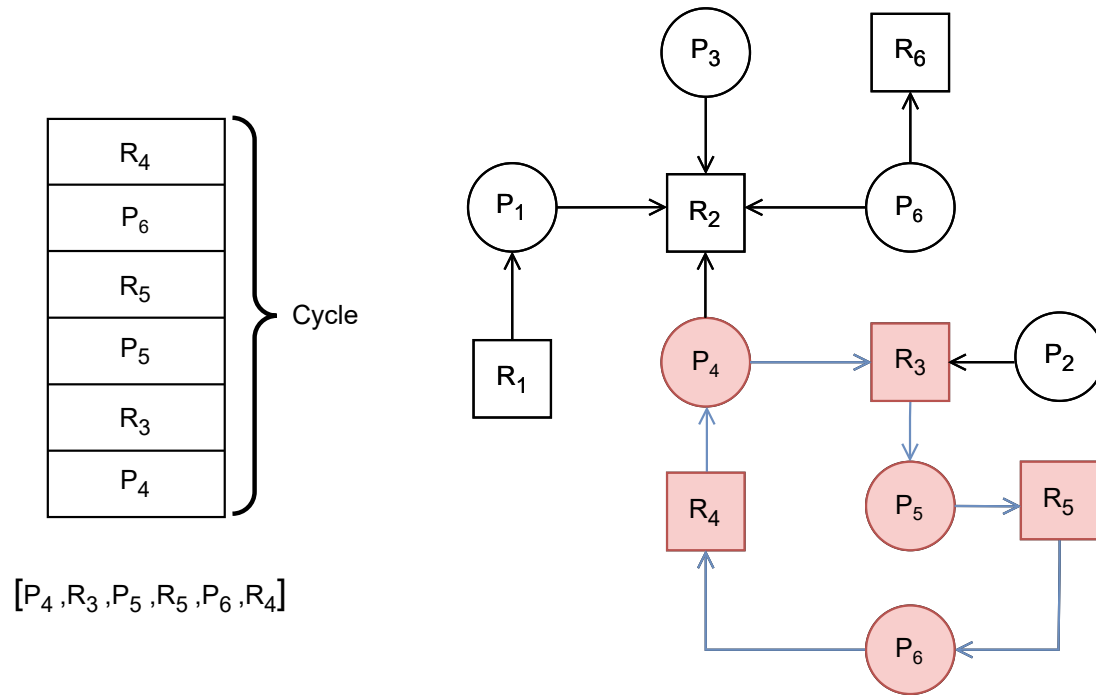 R4
P6
R5
P5
R3
P4
Cycle
[P4 ,R3 ,P5 ,R5 ,P6 ,R4]
P3
R6
P1
R2
P6
R1
P4
R3
P2
R4
P5
R5
P6